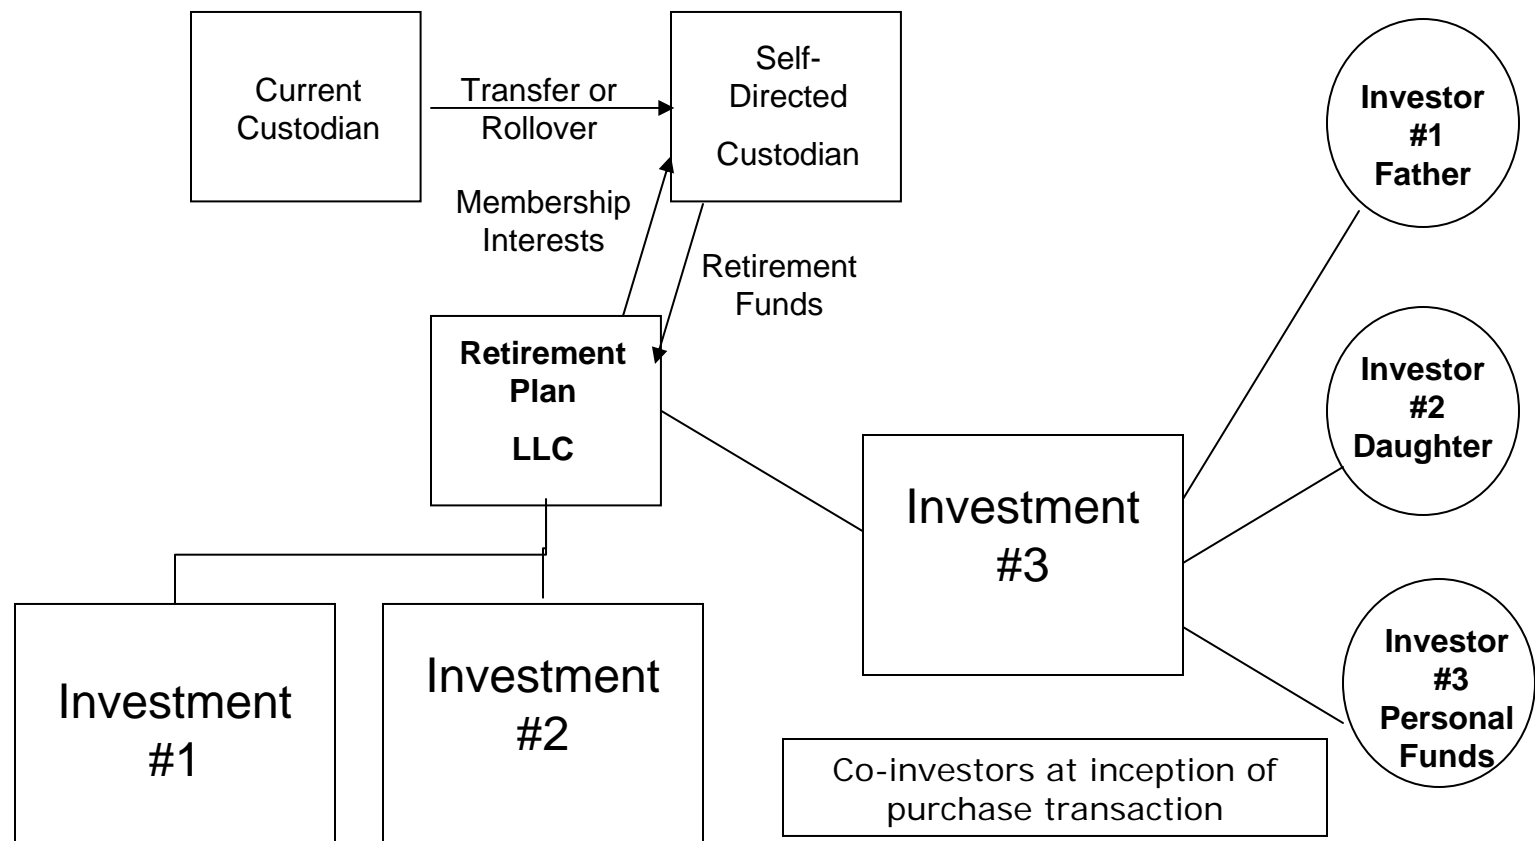 Current
Custodian
Transfer or
Rollover
Self-
Directed
Custodian
Membership
Interests
Retirement
Funds
Retirement
Plan
LLC
Investment
#1
Investment
#2
Investment
#3
Investor
#1
Father
Investor
#2
Daughter
Investor
#3
Personal
Funds
Co-investors at inception of
purchase transaction